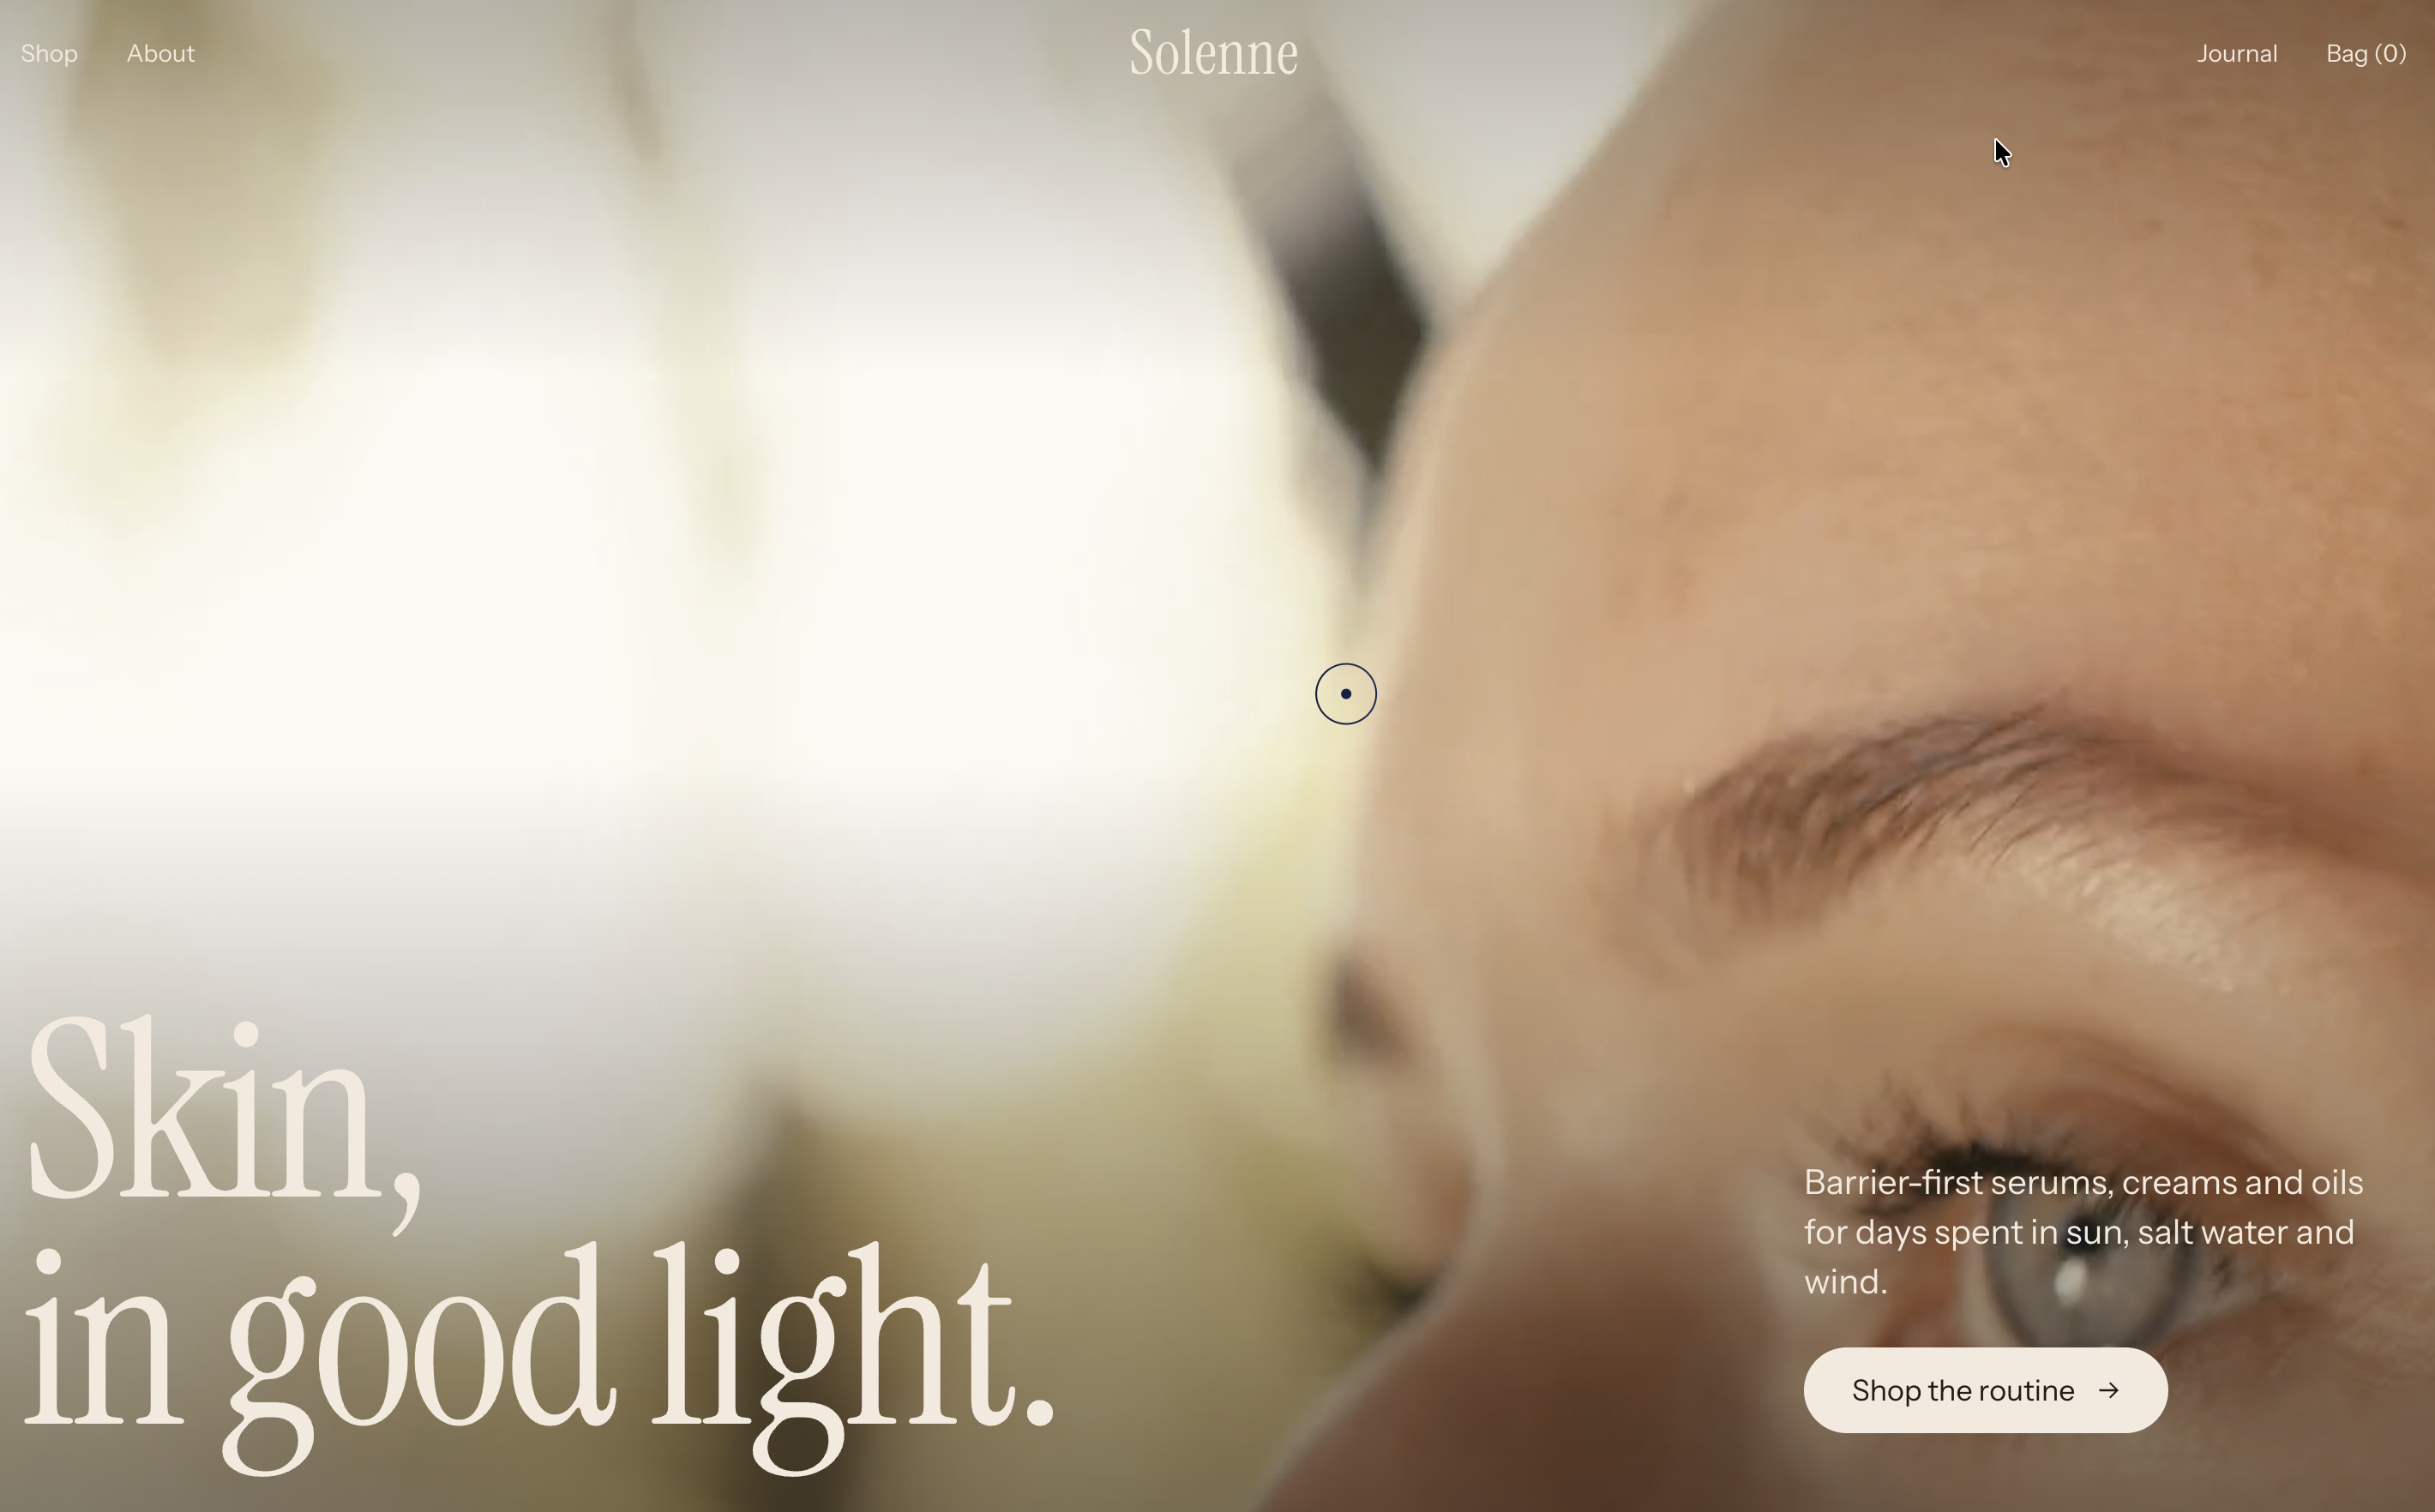 Shop
About
Solenne
Journal
Bag (0)
Skin,
in good light.
Barrier-first serums, creams and oils
for days spent in sun, salt water and
wind.
Shop the routine →